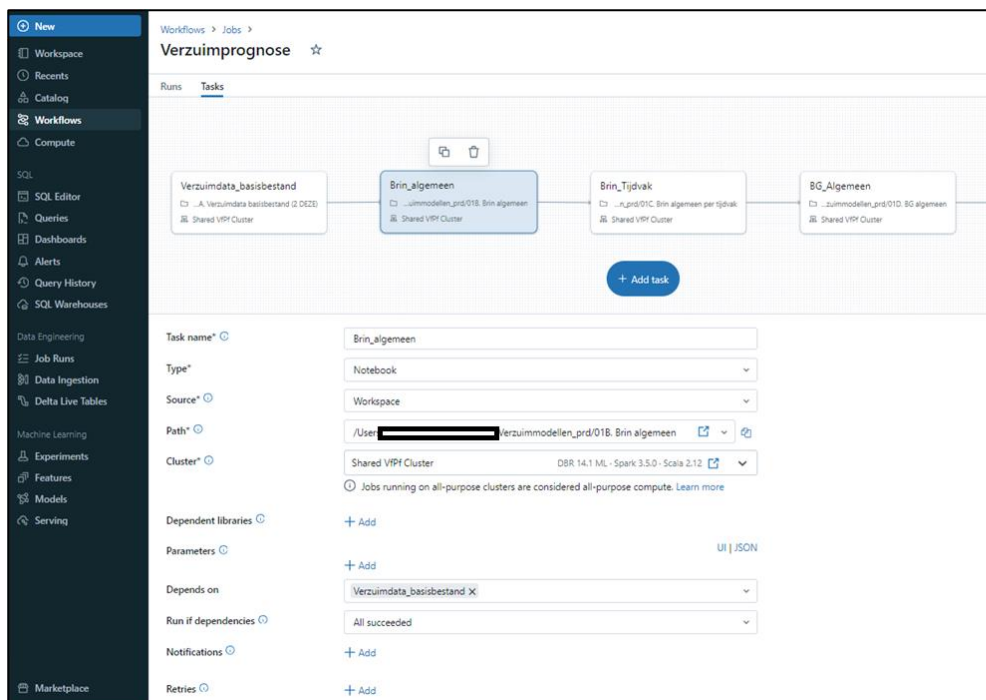 New
Workspace
Recents
Catalog
Workflows
Compute
SQL
SQL Editor
Queries
Dashboards
Alerts
Query History
SQL Warehouses
Data Engineering
Job Runs
Data Ingestion
Delta Live Tables
Machine Learning
Experiments
Features
Models
Serving
Marketplace
Workflows > Jobs >
Verzuimprognose
Runs Tasks
Verzuimdata_basisbestand
...A. Verzuimdata basisbestand (2 DEZE)
Shared VfPf Cluster
Brin_algemeen
...uimmodellen_prd/01B. Brin algemeen
Shared VfPf Cluster
Brin_Tijdvak
...n_prd/01C. Brin algemeen per tijdvak
Shared VfPf Cluster
BG_Algemeen
...zuimmodellen_prd/01D. BG algemeen
Shared VfPf Cluster
+ Add task
Task name* Brin_algemeen
Type* Notebook
Source* Workspace
Path* /User Verzuimmodellen_prd/01B. Brin algemeen
Cluster* Shared VfPf Cluster DBR 14.1 ML · Spark 3.5.0 · Scala 2.12
Jobs running on all-purpose clusters are considered all-purpose compute. Learn more
Dependent libraries + Add
Parameters UI | JSON
+ Add
Depends on Verzuimdata_basisbestand ×
Run if dependencies All succeeded
Notifications + Add
Retries + Add